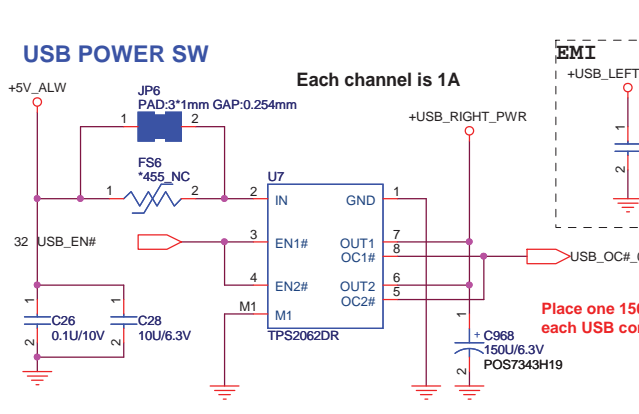 USB POWER SW
EMI
+USB_LEFT
+5V_ALW
JP6
PAD:3*1mm GAP:0.254mm
Each channel is 1A
+USB_RIGHT_PWR
1 2
1
2
FS6
*455_NC
1 2
U7
2 IN GND 1
32 USB_EN#
3 EN1# OUT1 7
OC1# 8
4 EN2# OUT2 6
OC2# 5
M1 M1
TPS2062DR
USB_OC#_
1
2
C26
0.1U/10V
1
2
C28
10U/6.3V
1
2
+
C968
150U/6.3V
POS7343H19
Place one
each USB